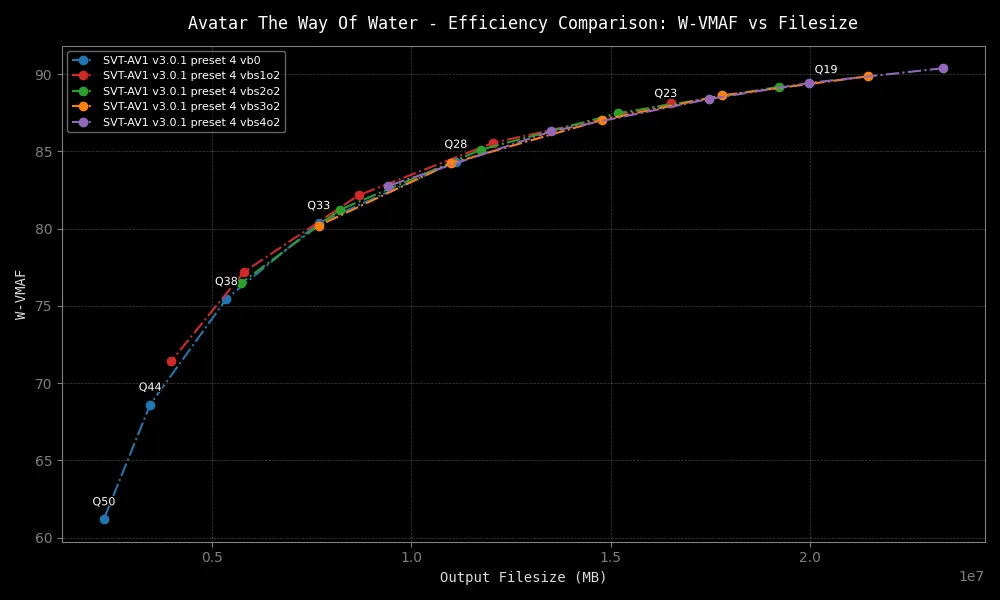 Avatar The Way Of Water - Efficiency Comparison: W-VMAF vs Filesize
SVT-AV1 v3.0.1 preset 4 vb0
SVT-AV1 v3.0.1 preset 4 vbs1o2
SVT-AV1 v3.0.1 preset 4 vbs2o2
SVT-AV1 v3.0.1 preset 4 vbs3o2
SVT-AV1 v3.0.1 preset 4 vbs4o2
90
85
80
75
70
65
60
W-VMAF
Q19
Q23
Q28
Q33
Q38
Q44
Q50
0.5
1.0
1.5
2.0
1e7
Output Filesize (MB)